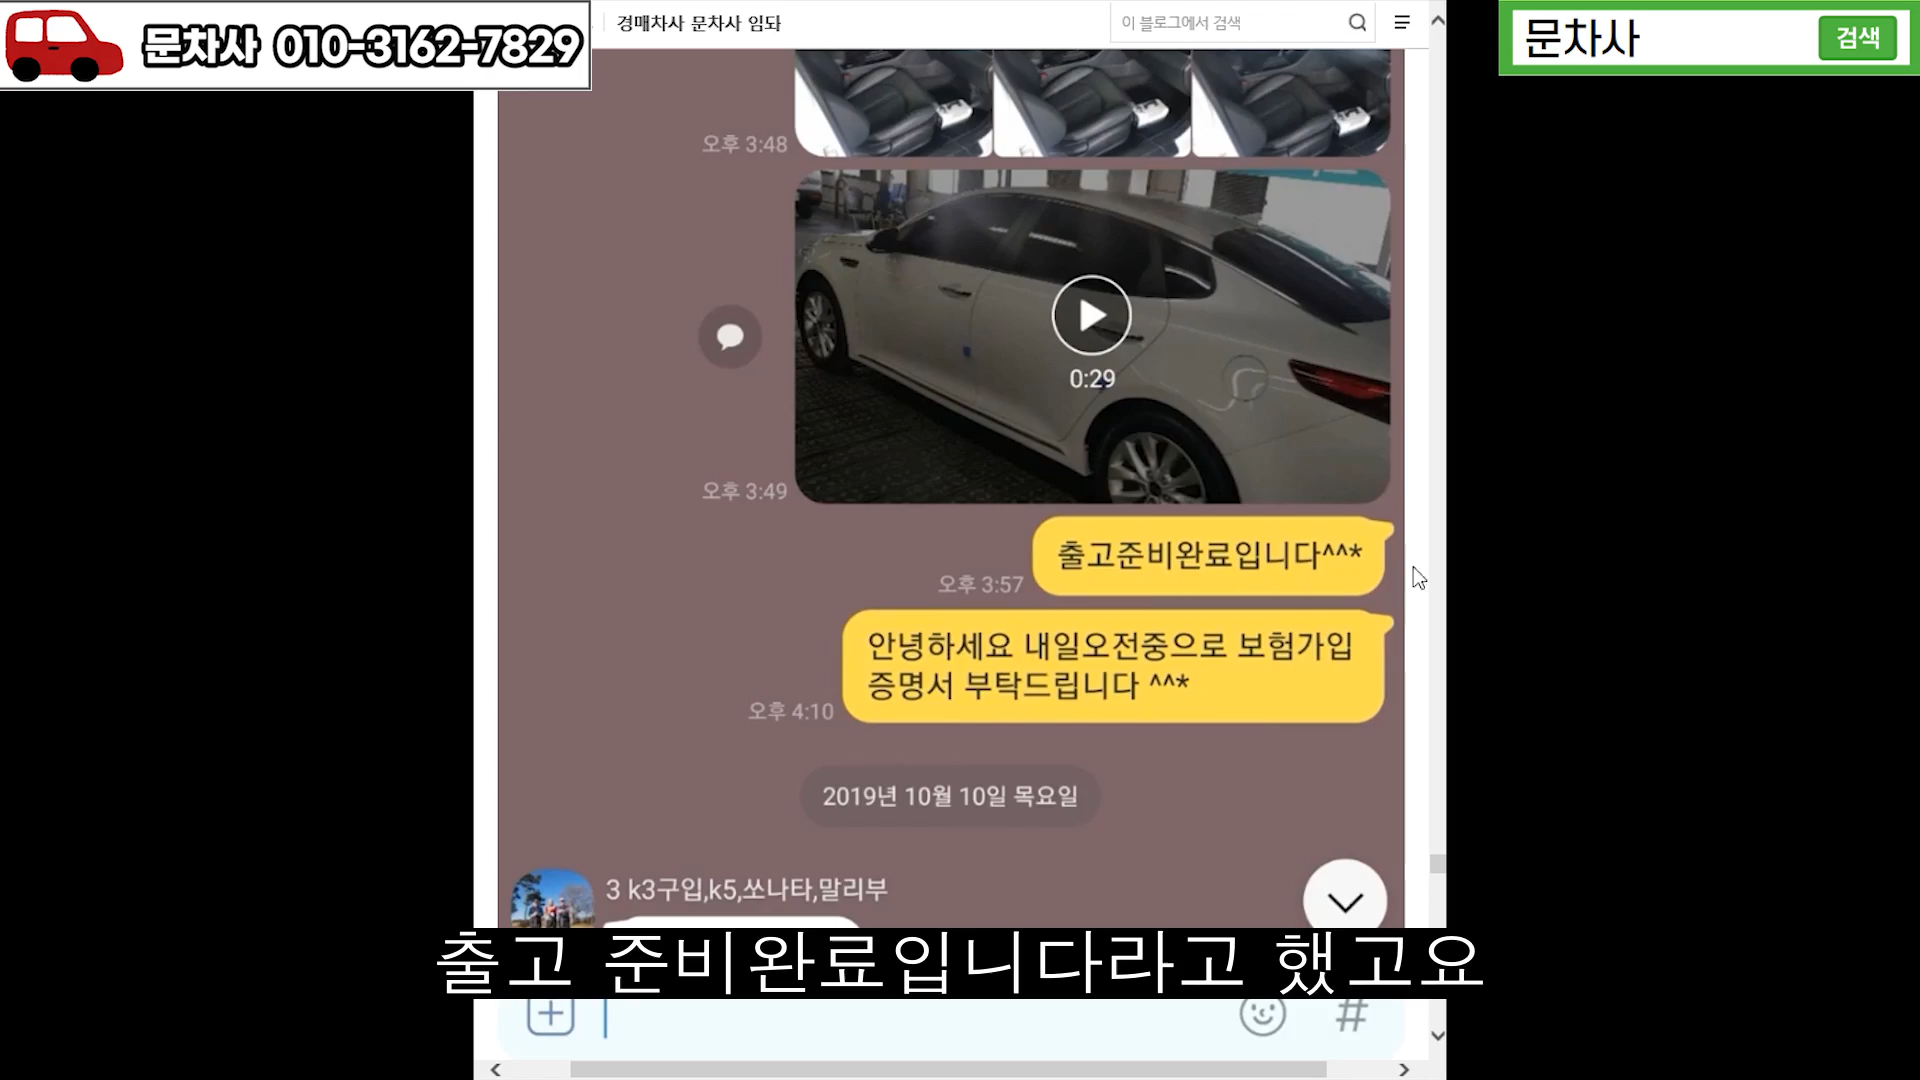 문차사 010-3162-7829
경매차사 문차사 임돠
이 블로그에서 검색
문차사
검색
오후 3:48
0:29
오후 3:49
출고준비완료입니다^^*
오후 3:57
안녕하세요 내일오전중으로 보험가입
증명서 부탁드립니다 ^^*
오후 4:10
2019년 10월 10일 목요일
3 k3구입,k5,쏘나타,말리부
출고 준비완료입니다라고 했고요
#